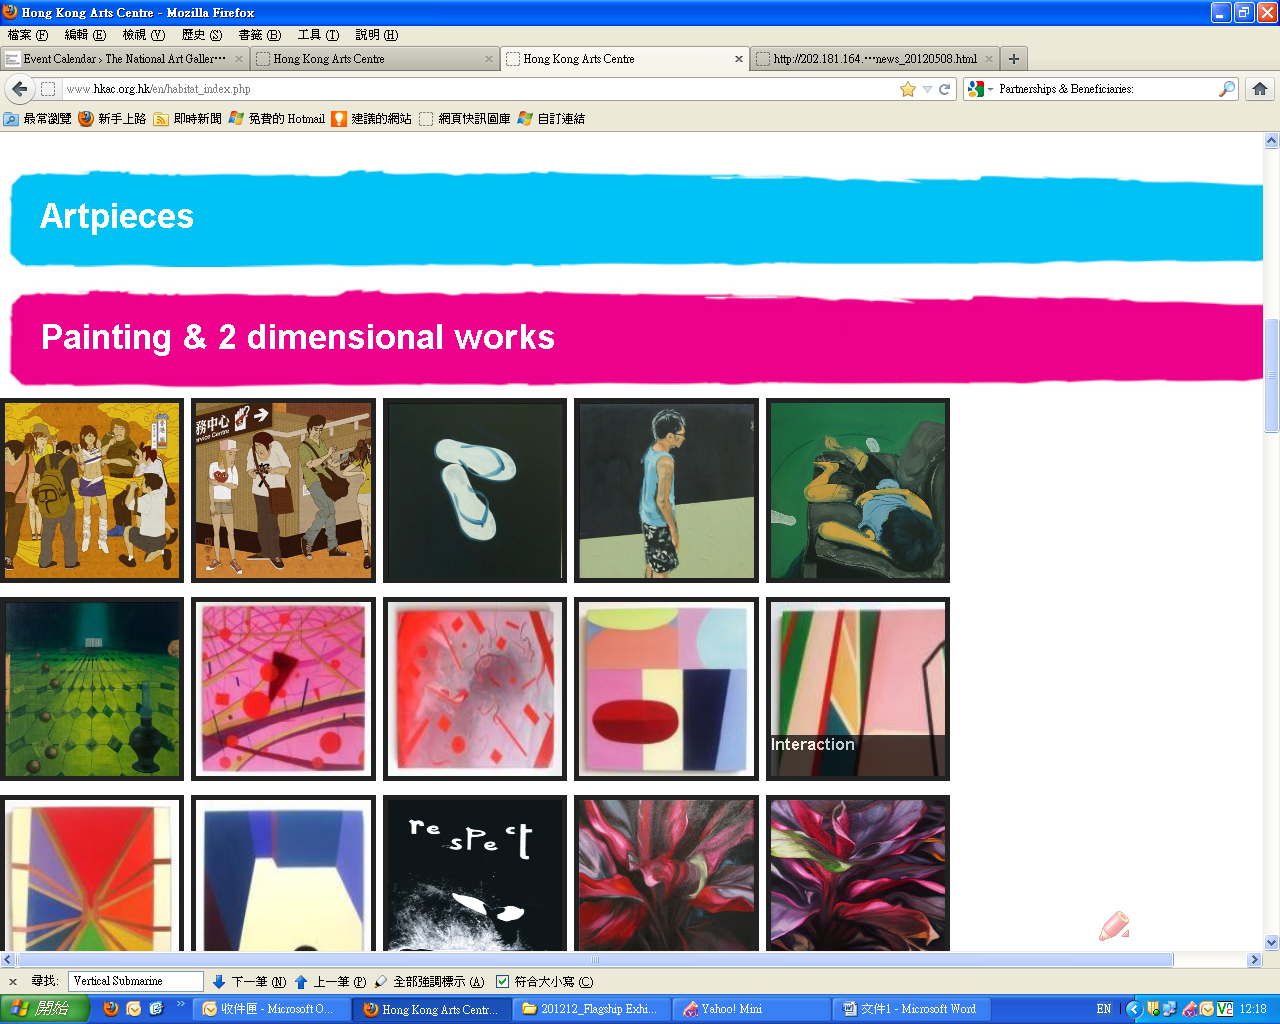 Hong Kong Arts Centre - Mozilla Firefox
檔案 (F) 編輯 (E) 檢視 (V) 歷史 (S) 書籤 (B) 工具 (T) 說明 (H)
Event Calendar › The National Art Galler… Hong Kong Arts Centre Hong Kong Arts Centre http://202.181.164.…news_20120508.html
www.hkac.org.hk/en/habitat_index.php Partnerships & Beneficiaries:
最常瀏覽 新手上路 即時新聞 免費的 Hotmail 建議的網站 網頁快訊圖庫 自訂連結
Artpieces
Painting & 2 dimensional works
務中心
Service Centre
Interaction
respect
尋找: Vertical Submarine 下一筆 (N) 上一筆 (P) 全部強調標示 (A) 符合大小寫 (C)
開始 收件匣 - Microsoft O... Hong Kong Arts Centr... 201212_Flagship Exhi... Yahoo! Mini 文件1 - Microsoft Word EN 12:18